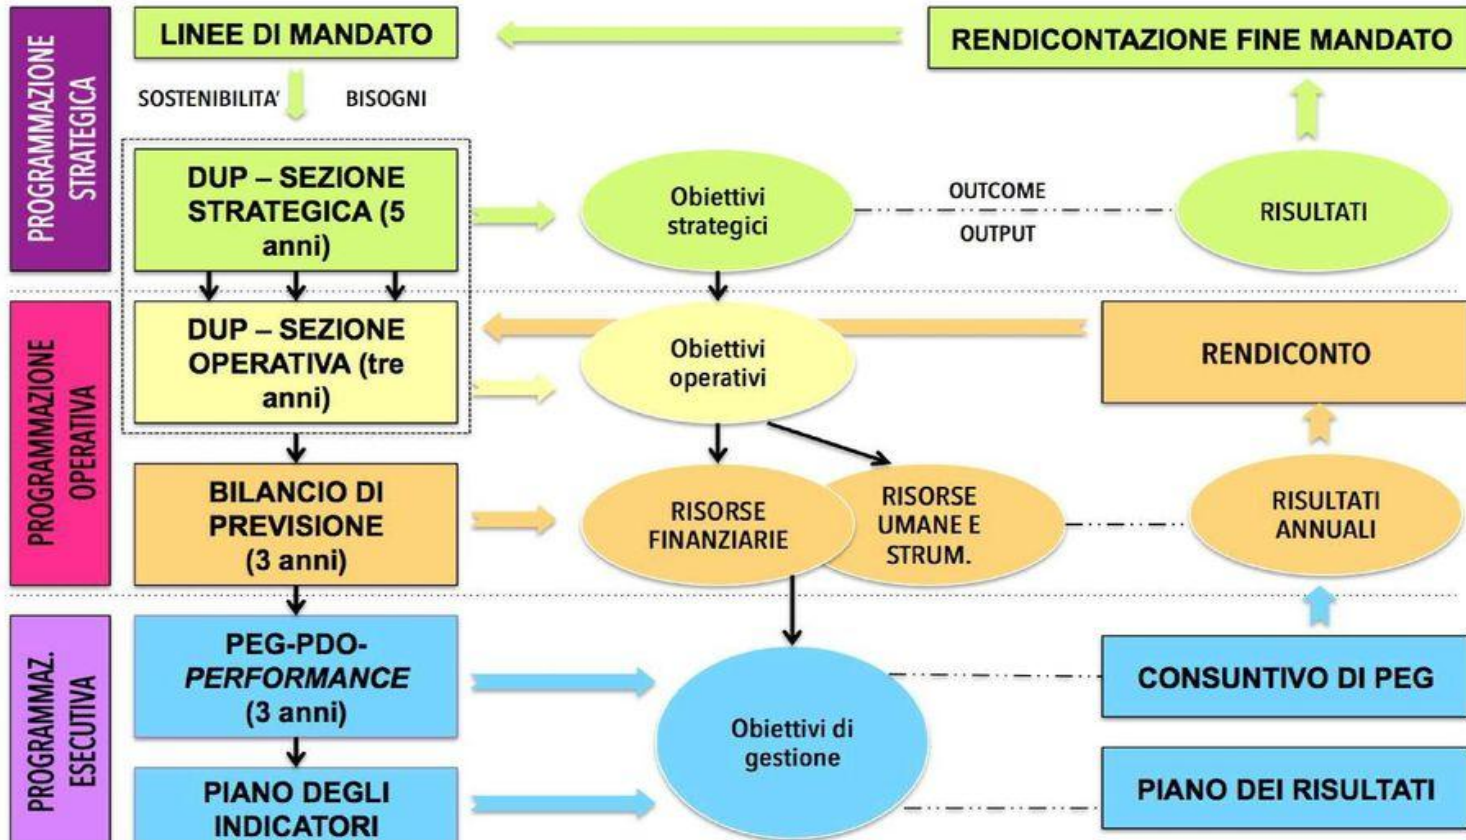 PROGRAMMAZIONE
STRATEGICA
LINEE DI MANDATO
RENDICONTAZIONE FINE MANDATO
SOSTENIBILITA'
BISOGNI
DUP – SEZIONE
STRATEGICA (5
anni)
Obiettivi
strategici
OUTCOME
OUTPUT
RISULTATI
PROGRAMMAZIONE
OPERATIVA
DUP – SEZIONE
OPERATIVA (tre
anni)
Obiettivi
operativi
RENDICONTO
BILANCIO DI
PREVISIONE
(3 anni)
RISORSE
FINANZIARIE
RISORSE
UMANE E
STRUM.
RISULTATI
ANNUALI
PROGRAMMAZ.
ESECUTIVA
PEG-PDO-
PERFORMANCE
(3 anni)
Obiettivi di
gestione
CONSUNTIVO DI PEG
PIANO DEGLI
INDICATORI
PIANO DEI RISULTATI